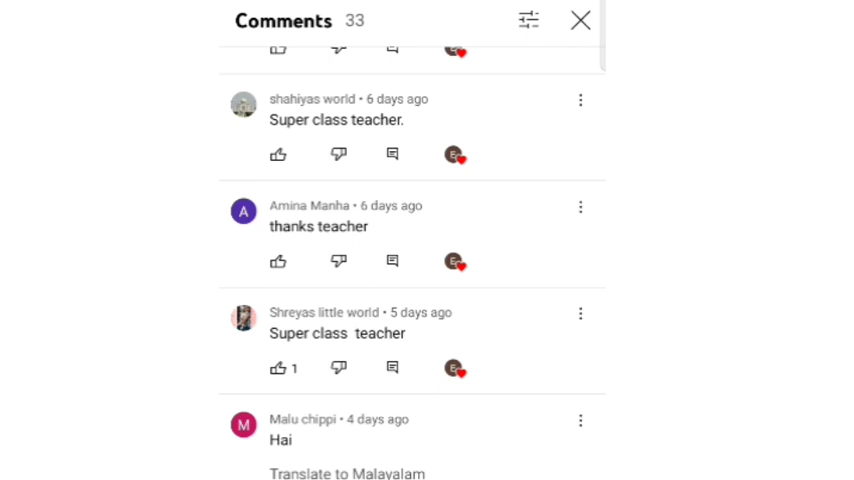 Comments 33
shahiyas world • 6 days ago
Super class teacher.
E
A
Amina Manha • 6 days ago
thanks teacher
E
Shreyas little world • 5 days ago
Super class teacher
1
E
M
Malu chippi • 4 days ago
Hai
Translate to Malayalam